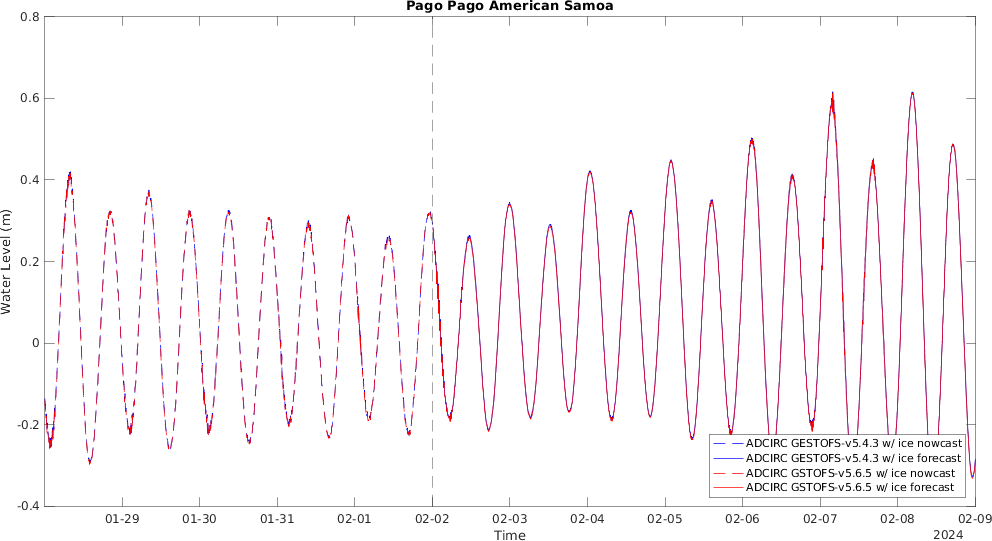 Pago Pago American Samoa
0.8
0.6
0.4
0.2
0
-0.2
-0.4
Water Level (m)
ADCIRC GESTOFS-v5.4.3 w/ ice nowcast
ADCIRC GESTOFS-v5.4.3 w/ ice forecast
ADCIRC GSTOFS-v5.6.5 w/ ice nowcast
ADCIRC GSTOFS-v5.6.5 w/ ice forecast
01-29 01-30 01-31 02-01 02-02 02-03 02-04 02-05 02-06 02-07 02-08 02-09
Time
2024